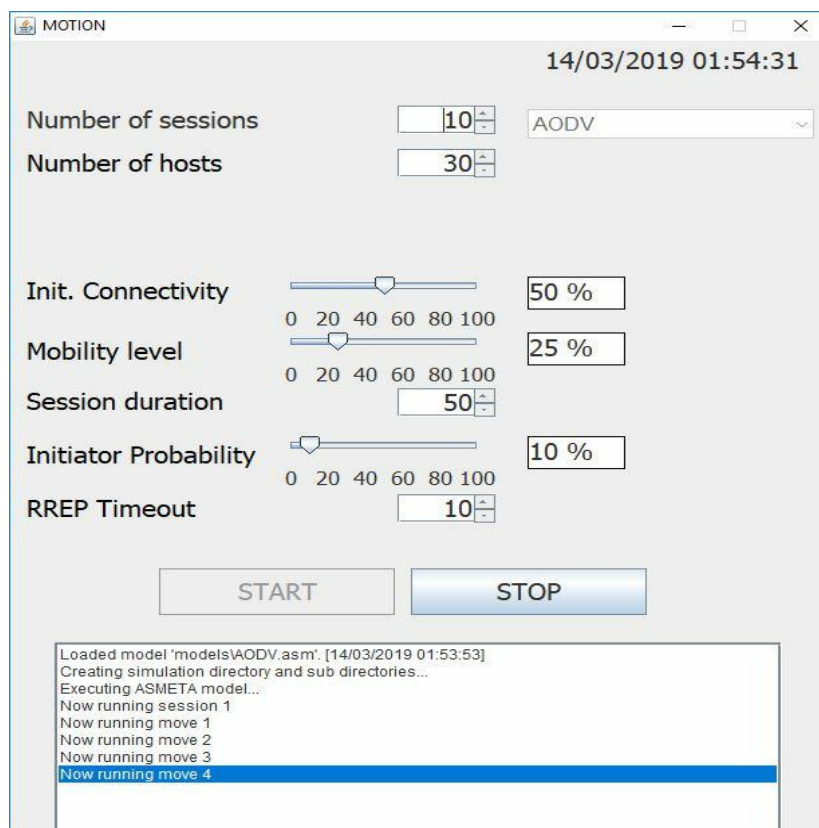 MOTION
14/03/2019 01:54:31
Number of sessions 10 AODV
Number of hosts 30
Init. Connectivity 50 %
0 20 40 60 80 100
Mobility level 25 %
0 20 40 60 80 100
Session duration 50
Initiator Probability 10 %
0 20 40 60 80 100
RREP Timeout 10
START STOP
Loaded model 'models\AODV.asm'. [14/03/2019 01:53:53]
Creating simulation directory and sub directories...
Executing ASMETA model...
Now running session 1
Now running move 1
Now running move 2
Now running move 3
Now running move 4